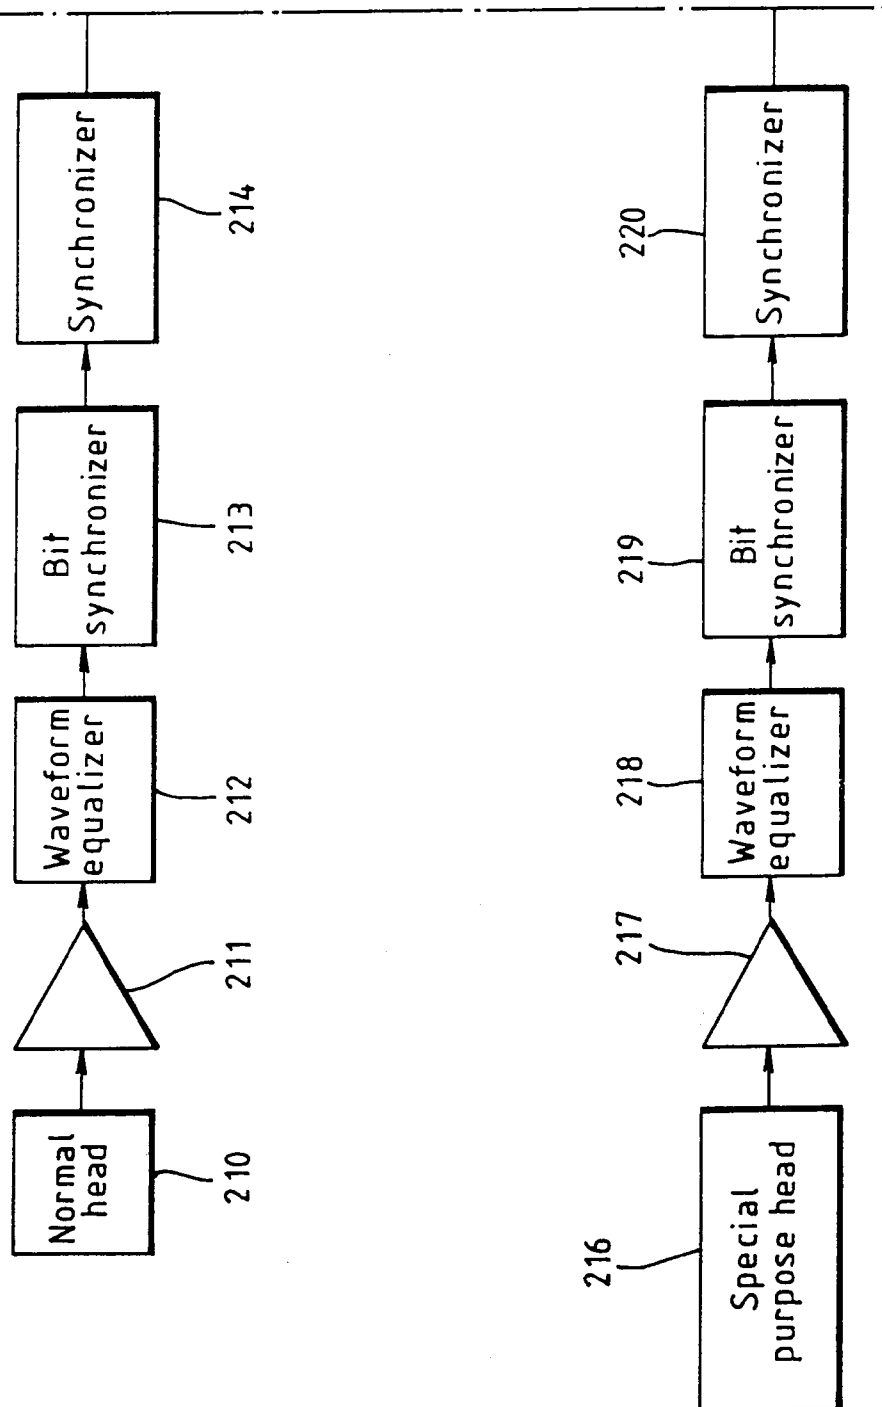 Normal
head
210
211
Waveform
equalizer
212
Bit
synchronizer
213
Synchronizer
214
Special
purpose head
216
217
Waveform
equalizer
218
Bit
synchronizer
219
Synchronizer
220